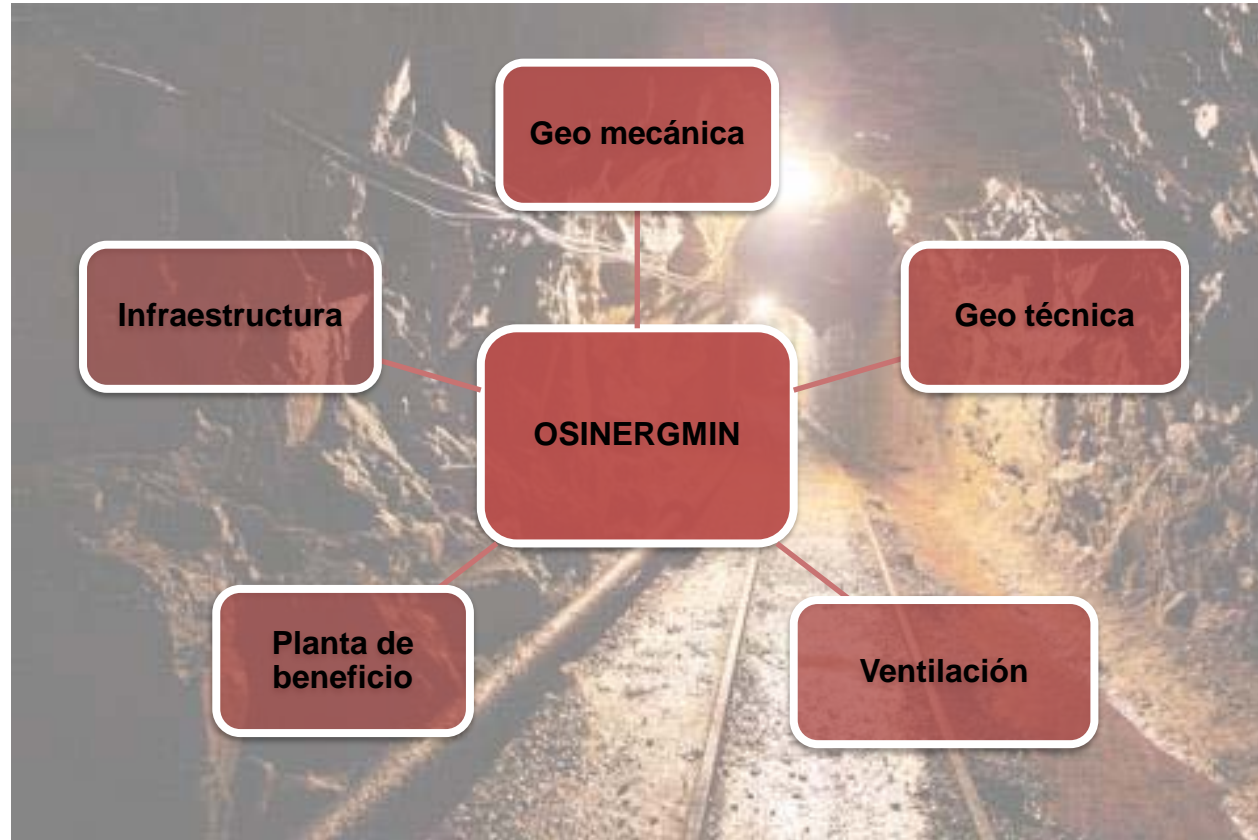 Geo mecánica
Infraestructura
Geo técnica
OSINERGMIN
Planta de
beneficio
Ventilación